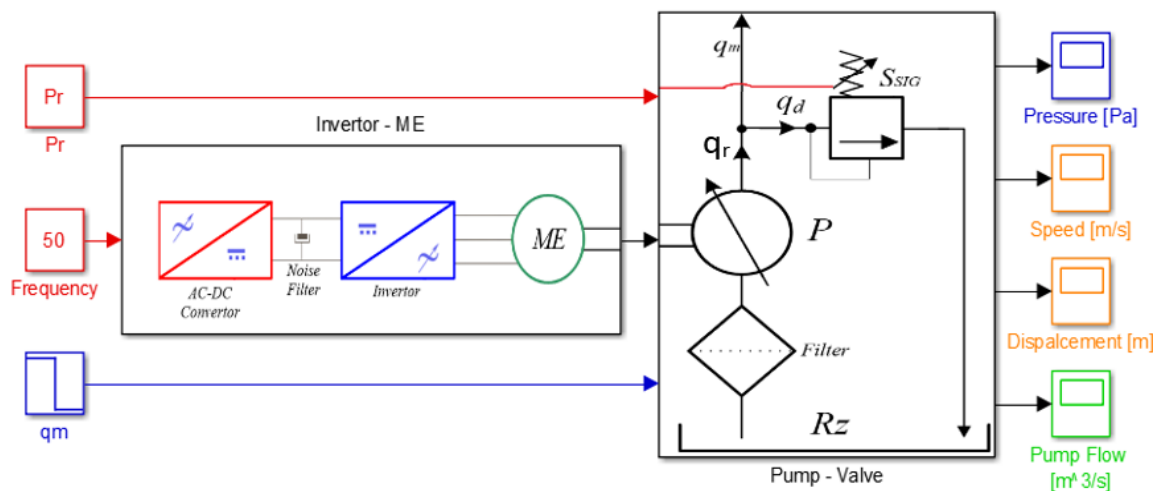 Pr
Pr
Invertor - ME
50
Frequency
AC-DC
Convertor
Noise
Filter
Invertor
ME
qm
qm
SSIG
qd
qr
P
Filter
Rz
Pump - Valve
Pressure [Pa]
Speed [m/s]
Dispalcement [m]
Pump Flow
[m^3/s]